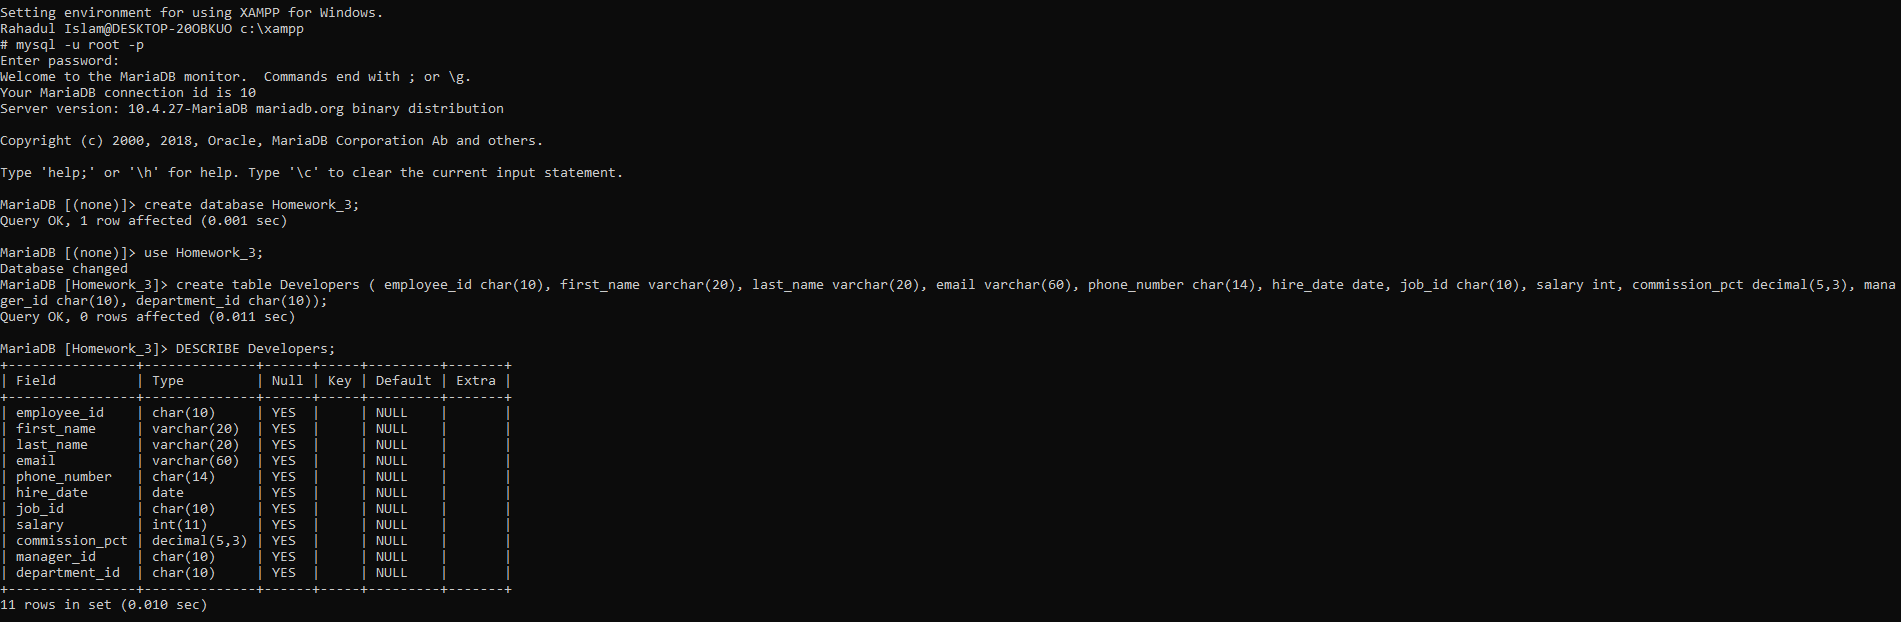 Setting environment for using XAMPP for Windows.
Rahadul Islam@DESKTOP-20OBKUO c:\xampp
# mysql -u root -p
Enter password:
Welcome to the MariaDB monitor.  Commands end with ; or \g.
Your MariaDB connection id is 10
Server version: 10.4.27-MariaDB mariadb.org binary distribution

Copyright (c) 2000, 2018, Oracle, MariaDB Corporation Ab and others.

Type 'help;' or '\h' for help. Type '\c' to clear the current input statement.

MariaDB [(none)]> create database Homework_3;
Query OK, 1 row affected (0.001 sec)

MariaDB [(none)]> use Homework_3;
Database changed
MariaDB [Homework_3]> create table Developers ( employee_id char(10), first_name varchar(20), last_name varchar(20), email varchar(60), phone_number char(14), hire_date date, job_id char(10), salary int, commission_pct decimal(5,3), mana
ger_id char(10), department_id char(10));
Query OK, 0 rows affected (0.011 sec)

MariaDB [Homework_3]> DESCRIBE Developers;
+----------------+--------------+------+-----+---------+-------+
| Field          | Type         | Null | Key | Default | Extra |
+----------------+--------------+------+-----+---------+-------+
| employee_id    | char(10)     | YES  |     | NULL    |       |
| first_name     | varchar(20)  | YES  |     | NULL    |       |
| last_name      | varchar(20)  | YES  |     | NULL    |       |
| email          | varchar(60)  | YES  |     | NULL    |       |
| phone_number   | char(14)     | YES  |     | NULL    |       |
| hire_date      | date         | YES  |     | NULL    |       |
| job_id         | char(10)     | YES  |     | NULL    |       |
| salary         | int(11)      | YES  |     | NULL    |       |
| commission_pct | decimal(5,3) | YES  |     | NULL    |       |
| manager_id     | char(10)     | YES  |     | NULL    |       |
| department_id  | char(10)     | YES  |     | NULL    |       |
+----------------+--------------+------+-----+---------+-------+
11 rows in set (0.010 sec)